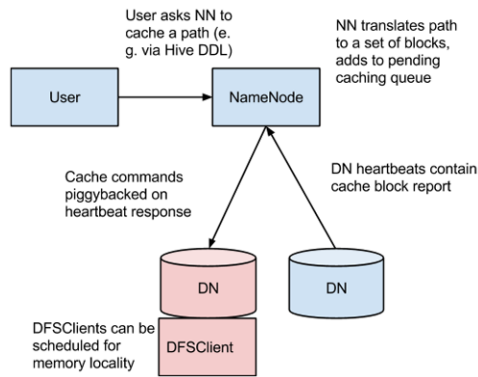 User asks NN to
cache a path (e.
g. via Hive DDL)
NN translates path
to a set of blocks,
adds to pending
caching queue
User
NameNode
Cache commands
piggybacked on
heartbeat response
DN heartbeats contain
cache block report
DN
DN
DFSClients can be
scheduled for
memory locality
DFSClient